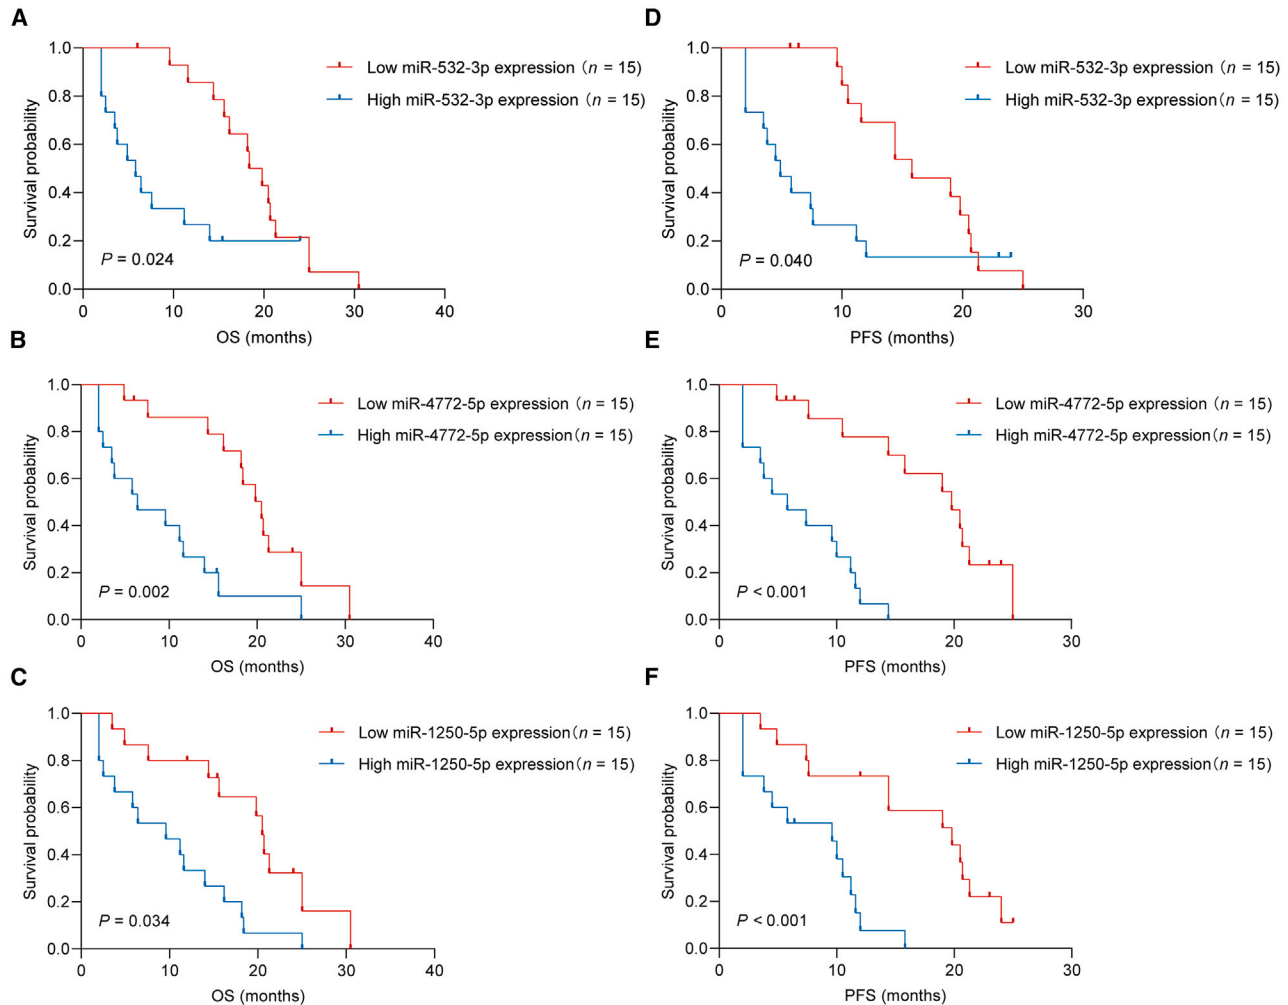 A
Survival probability
1.0
0.8
0.6
0.4
0.2
0.0
Low miR-532-3p expression (n = 15)
High miR-532-3p expression (n = 15)
P = 0.024
0 10 20 30 40
OS (months)
D
Survival probability
1.0
0.8
0.6
0.4
0.2
0.0
Low miR-532-3p expression (n = 15)
High miR-532-3p expression(n = 15)
P = 0.040
0 10 20 30
PFS (months)
B
Survival probability
1.0
0.8
0.6
0.4
0.2
0.0
Low miR-4772-5p expression (n = 15)
High miR-4772-5p expression(n = 15)
P = 0.002
0 10 20 30 40
OS (months)
E
Survival probability
1.0
0.8
0.6
0.4
0.2
0.0
Low miR-4772-5p expression (n = 15)
High miR-4772-5p expression(n = 15)
P < 0.001
0 10 20 30
PFS (months)
C
Survival probability
1.0
0.8
0.6
0.4
0.2
0.0
Low miR-1250-5p expression(n = 15)
High miR-1250-5p expression(n = 15)
P = 0.034
0 10 20 30 40
OS (months)
F
Survival probability
1.0
0.8
0.6
0.4
0.2
0.0
Low miR-1250-5p expression(n = 15)
High miR-1250-5p expression(n = 15)
P < 0.001
0 10 20 30
PFS (months)